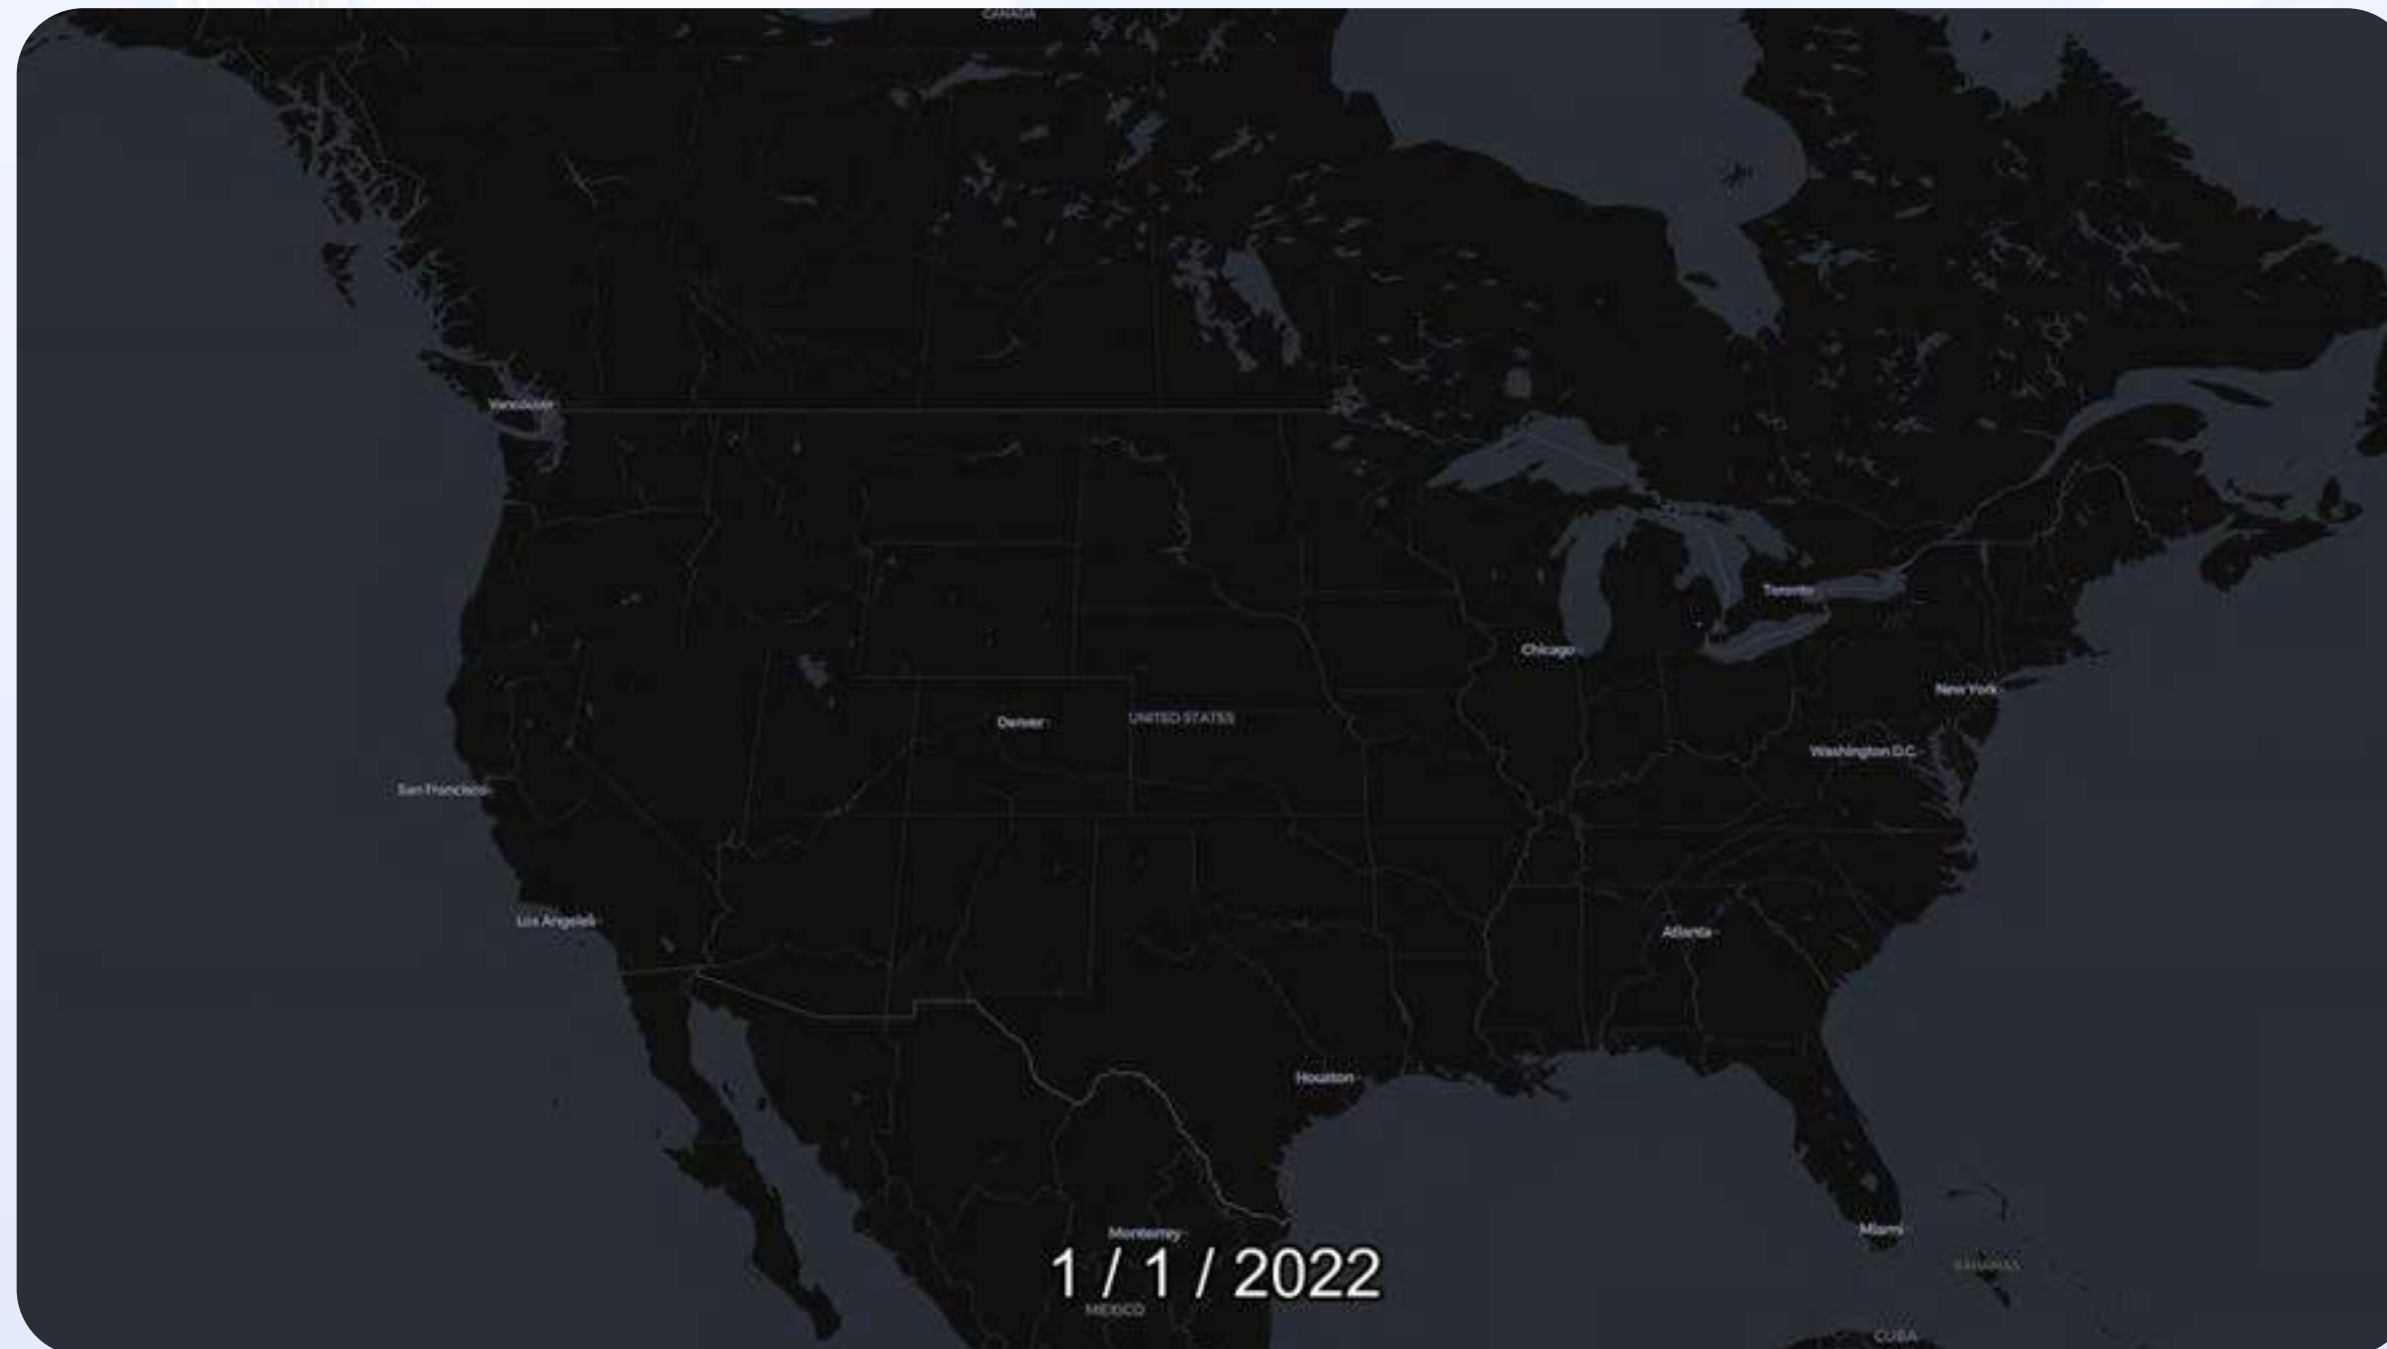 CANADA
Vancouver
Toronto
Chicago
New York
Denver
UNITED STATES
Washington D.C.
San Francisco
Los Angeles
Atlanta
Houston
Miami
Monterrey
BAHAMAS
1 / 1 / 2022
MEXICO
CUBA